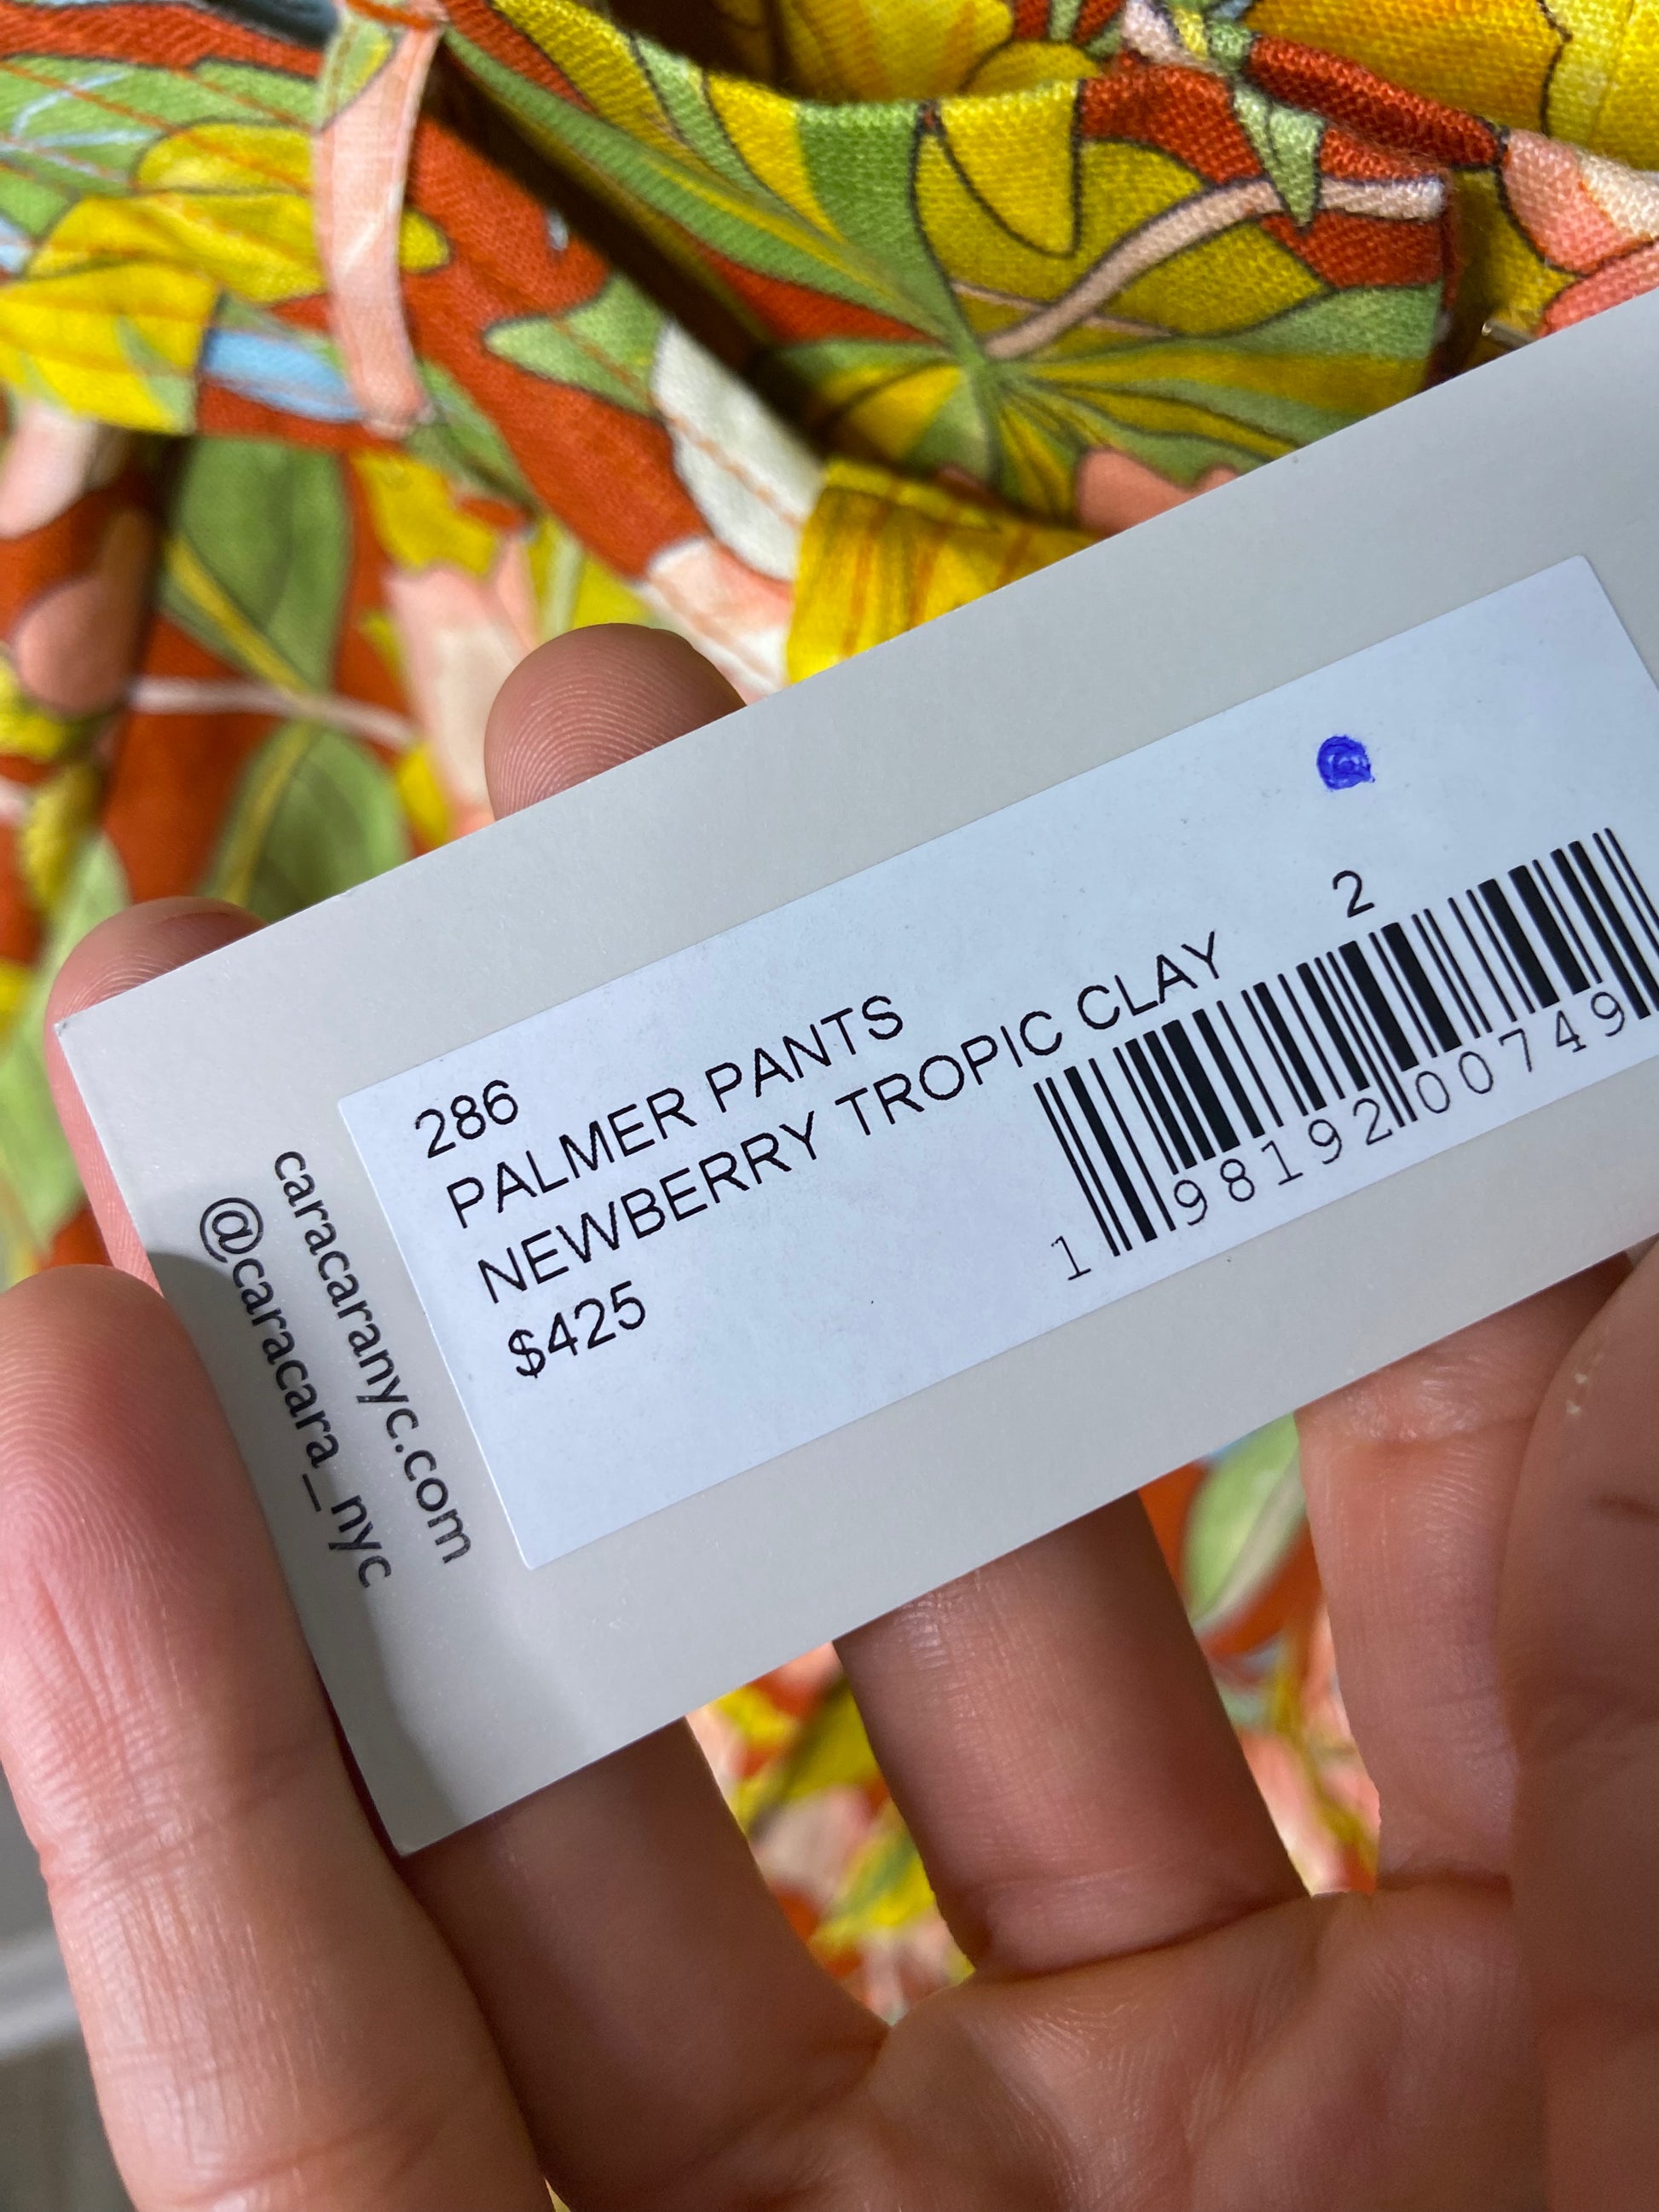 286
PALMER PANTS
NEWBERRY TROPIC CLAY
$425
2
1 98192 00749
caracaranyc.com
@caracara_nyc